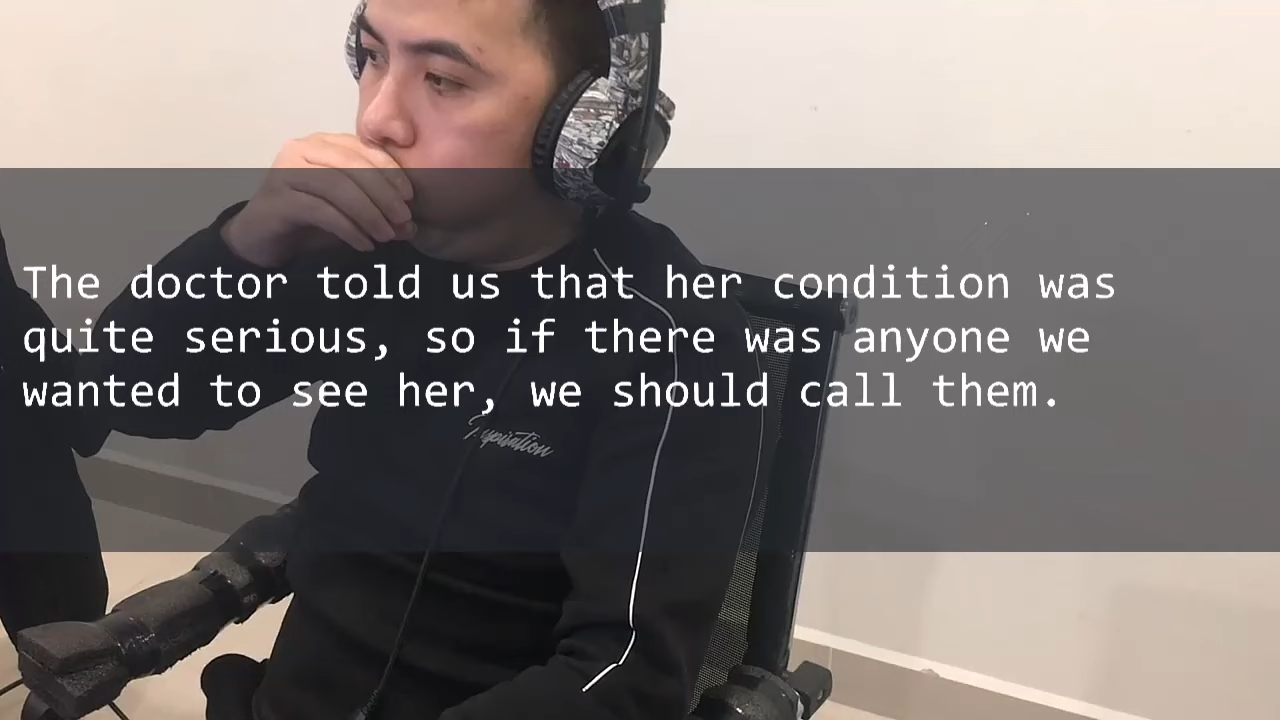 The doctor told us that her condition was
quite serious, so if there was anyone we
wanted to see her, we should call them.